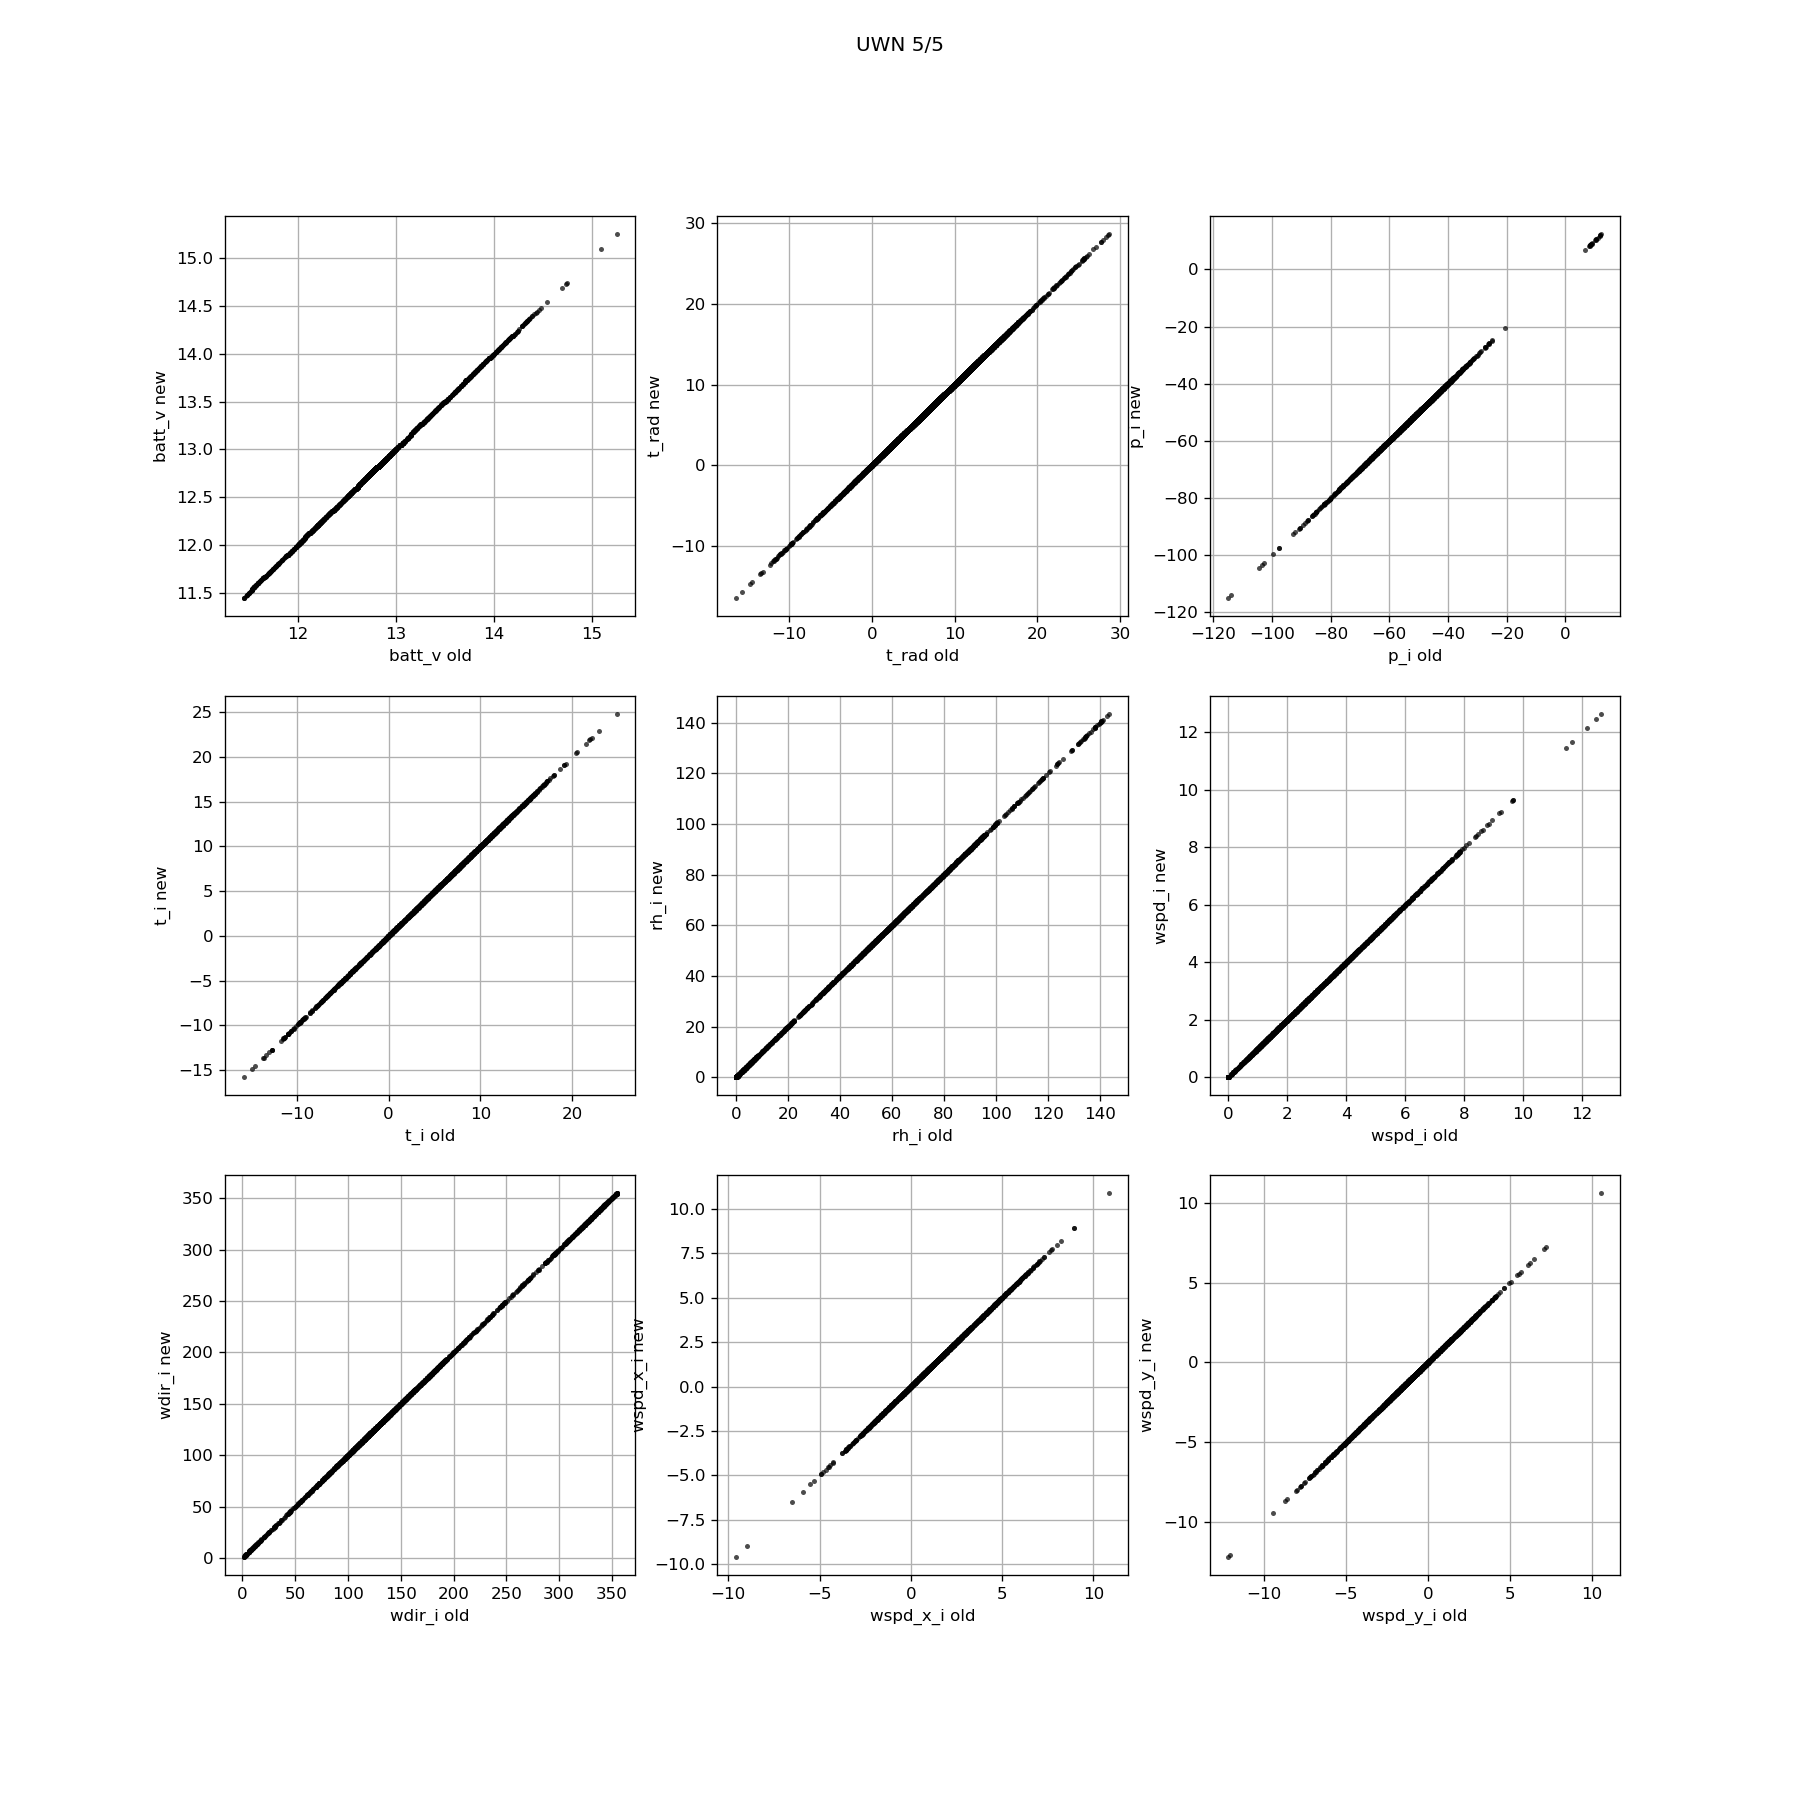 UWN 5/5
batt_v new
15.0
14.5
14.0
13.5
13.0
12.5
12.0
11.5
12 13 14 15
batt_v old
t_rad new
30
20
10
0
−10
−10 0 10 20 30
t_rad old
p_i new
0
−20
−40
−60
−80
−100
−120
−120 −100 −80 −60 −40 −20 0
p_i old
t_i new
25
20
15
10
5
0
−5
−10
−15
−10 0 10 20
t_i old
rh_i new
140
120
100
80
60
40
20
0
0 20 40 60 80 100 120 140
rh_i old
wspd_i new
12
10
8
6
4
2
0
0 2 4 6 8 10 12
wspd_i old
wdir_i new
350
300
250
200
150
100
50
0
0 50 100 150 200 250 300 350
wdir_i old
wspd_x_i new
10.0
7.5
5.0
2.5
0.0
−2.5
−5.0
−7.5
−10.0
−10 −5 0 5 10
wspd_x_i old
wspd_y_i new
10
5
0
−5
−10
−10 −5 0 5 10
wspd_y_i old